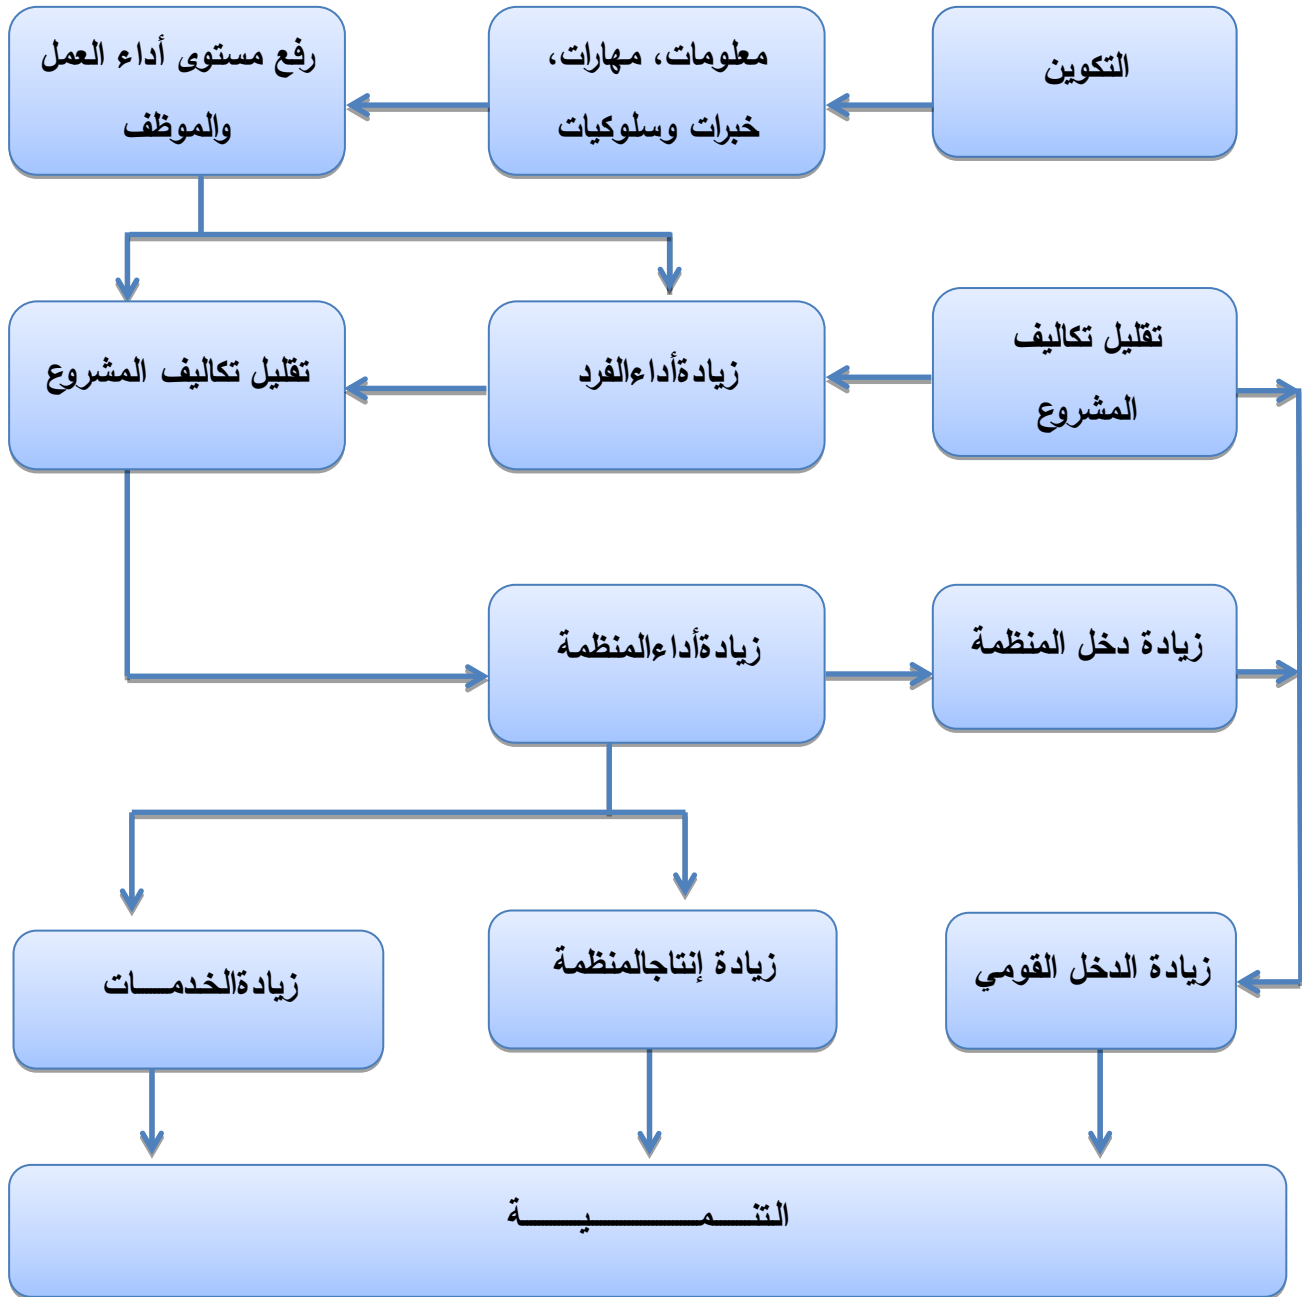 التكوين
معلومات، مهارات،
خبرات وسلوكيات
رفع مستوى أداء العمل
والموظف
تقليل تكاليف
المشروع
زيادةأداءالفرد
تقليل تكاليف المشروع
زيادة دخل المنظمة
زيادةأداءالمنظمة
زيادة الدخل القومي
زيادة إنتاجالمنظمة
زيادةالخدمـــات
التنـــمـــــــيـــــة